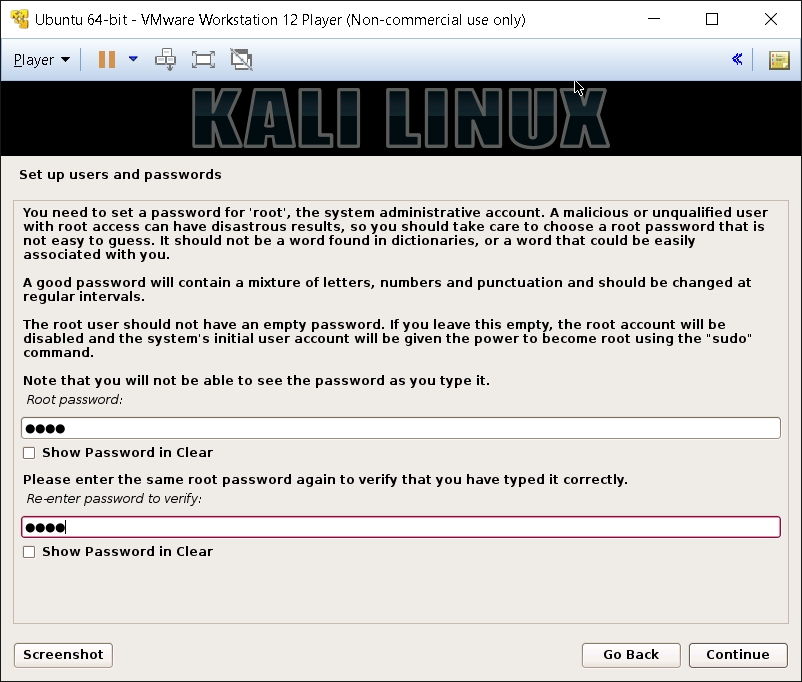 Ubuntu 64-bit - VMware Workstation 12 Player (Non-commercial use only)
Player
KALI LINUX
Set up users and passwords
You need to set a password for 'root', the system administrative account. A malicious or unqualified user
with root access can have disastrous results, so you should take care to choose a root password that is
not easy to guess. It should not be a word found in dictionaries, or a word that could be easily
associated with you.
A good password will contain a mixture of letters, numbers and punctuation and should be changed at
regular intervals.
The root user should not have an empty password. If you leave this empty, the root account will be
disabled and the system's initial user account will be given the power to become root using the "sudo"
command.
Note that you will not be able to see the password as you type it.
Root password:
●●●●
Show Password in Clear
Please enter the same root password again to verify that you have typed it correctly.
Re-enter password to verify:
●●●●
Show Password in Clear
Screenshot
Go Back
Continue